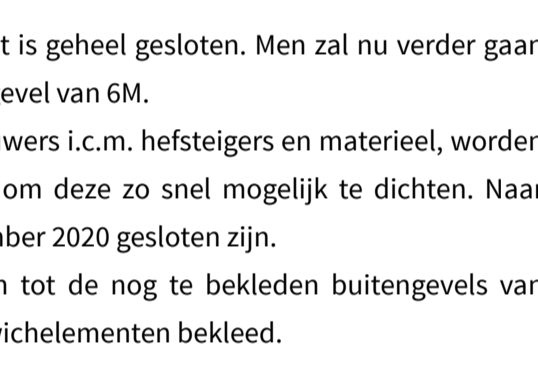 t is geheel gesloten. Men zal nu verder gaan
evel van 6M.
wers i.c.m. hefsteigers en materieel, worden
om deze zo snel mogelijk te dichten. Naar
ber 2020 gesloten zijn.
tot de nog te bekleden buitengevels van
ichelementen bekleed.